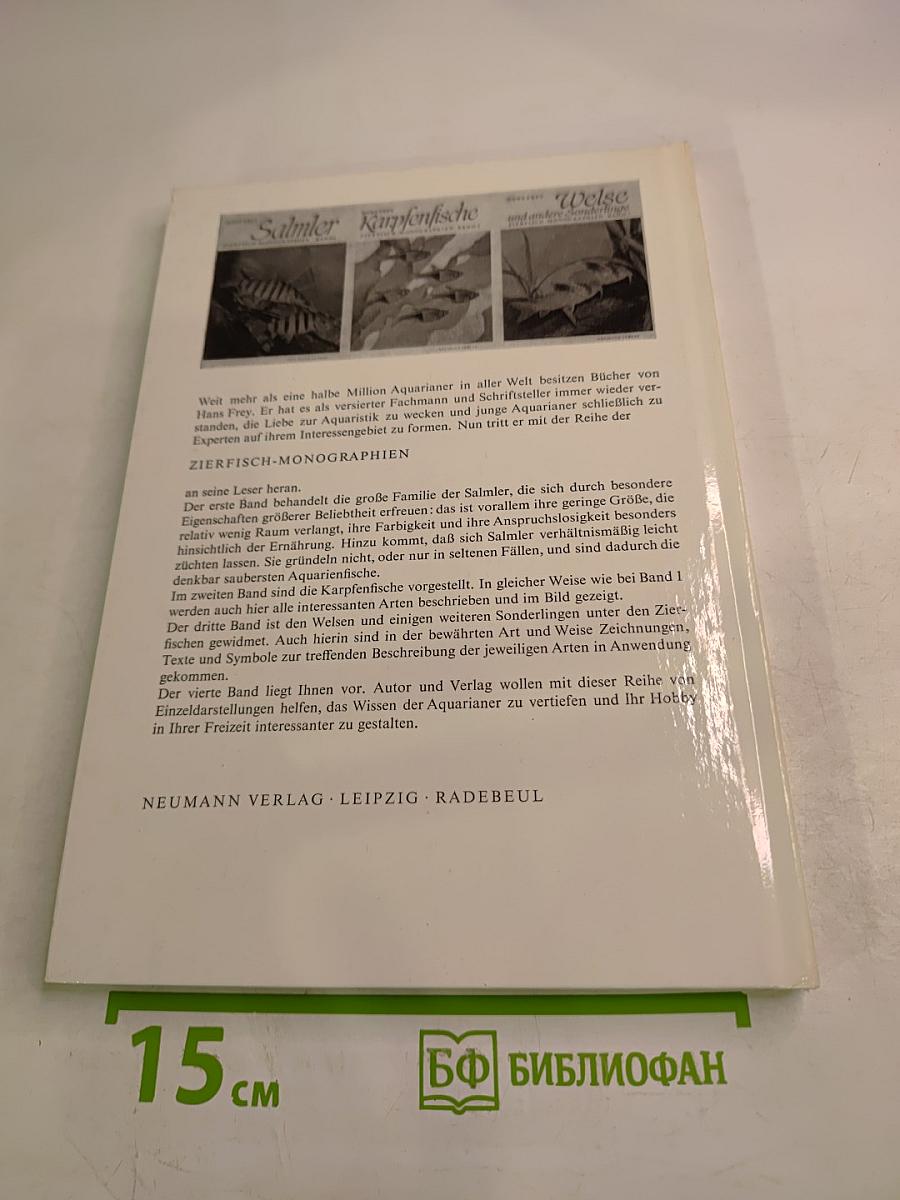 Salmler
Karpfenfische
Welse
und andere Sonderlinge
Weit mehr als eine halbe Million Aquarianer in aller Welt besitzen Bücher von
Hans Frey. Er hat es als versierter Fachmann und Schriftsteller immer wieder ver-
standen, die Liebe zur Aquaristik zu wecken und junge Aquarianer schließlich zu
Experten auf ihrem Interessengebiet zu formen. Nun tritt er mit der Reihe der
ZIERFISCH-MONOGRAPHIEN
an seine Leser heran.
Der erste Band behandelt die große Familie der Salmler, die sich durch besondere
Eigenschaften größerer Beliebtheit erfreuen: das ist vorallem ihre geringe Größe, die
relativ wenig Raum verlangt, ihre Farbigkeit und ihre Anspruchslosigkeit besonders
hinsichtlich der Ernährung. Hinzu kommt, daß sich Salmler verhältnismäßig leicht
züchten lassen. Sie gründeln nicht, oder nur in seltenen Fällen, und sind dadurch die
denkbar saubersten Aquarienfische.
Im zweiten Band sind die Karpfenfische vorgestellt. In gleicher Weise wie bei Band 1
werden auch hier alle interessanten Arten beschrieben und im Bild gezeigt.
Der dritte Band ist den Welsen und einigen weiteren Sonderlingen unter den Zier-
fischen gewidmet. Auch hierin sind in der bewährten Art und Weise Zeichnungen,
Texte und Symbole zur treffenden Beschreibung der jeweiligen Arten in Anwendung
gekommen.
Der vierte Band liegt Ihnen vor. Autor und Verlag wollen mit dieser Reihe von
Einzeldarstellungen helfen, das Wissen der Aquarianer zu vertiefen und Ihr Hobby
in Ihrer Freizeit interessanter zu gestalten.
NEUMANN VERLAG · LEIPZIG · RADEBEUL
15 см
БФ БИБЛИОФАН